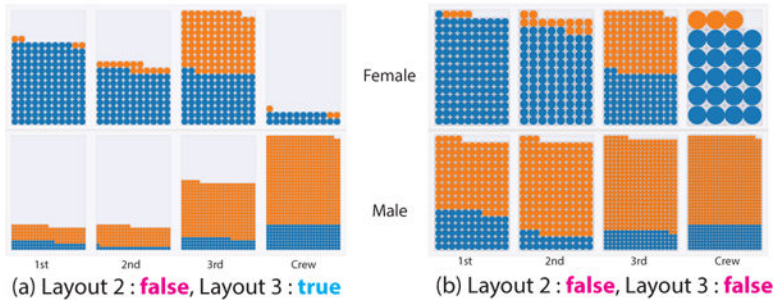 Female
Male
1st 2nd 3rd Crew
1st 2nd 3rd Crew
(a) Layout 2 : false, Layout 3 : true
(b) Layout 2 : false, Layout 3 : false